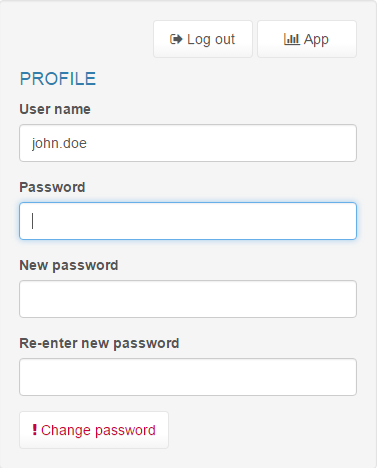 Log out App
PROFILE
User name
john.doe
Password
New password
Re-enter new password
! Change password